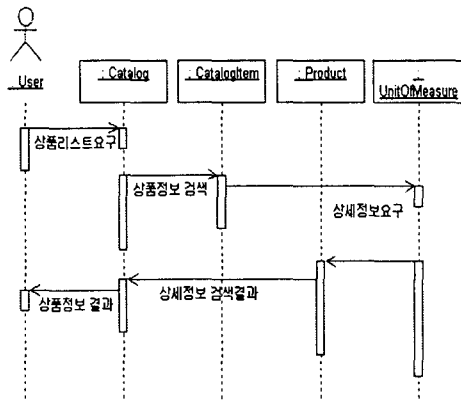 : User
: Catalog
: CatalogItem
: Product
:
UnitOfMeasure
상품리스트요구
상품정보 검색
상세정보요구
상세정보 검색결과
상품정보 결과